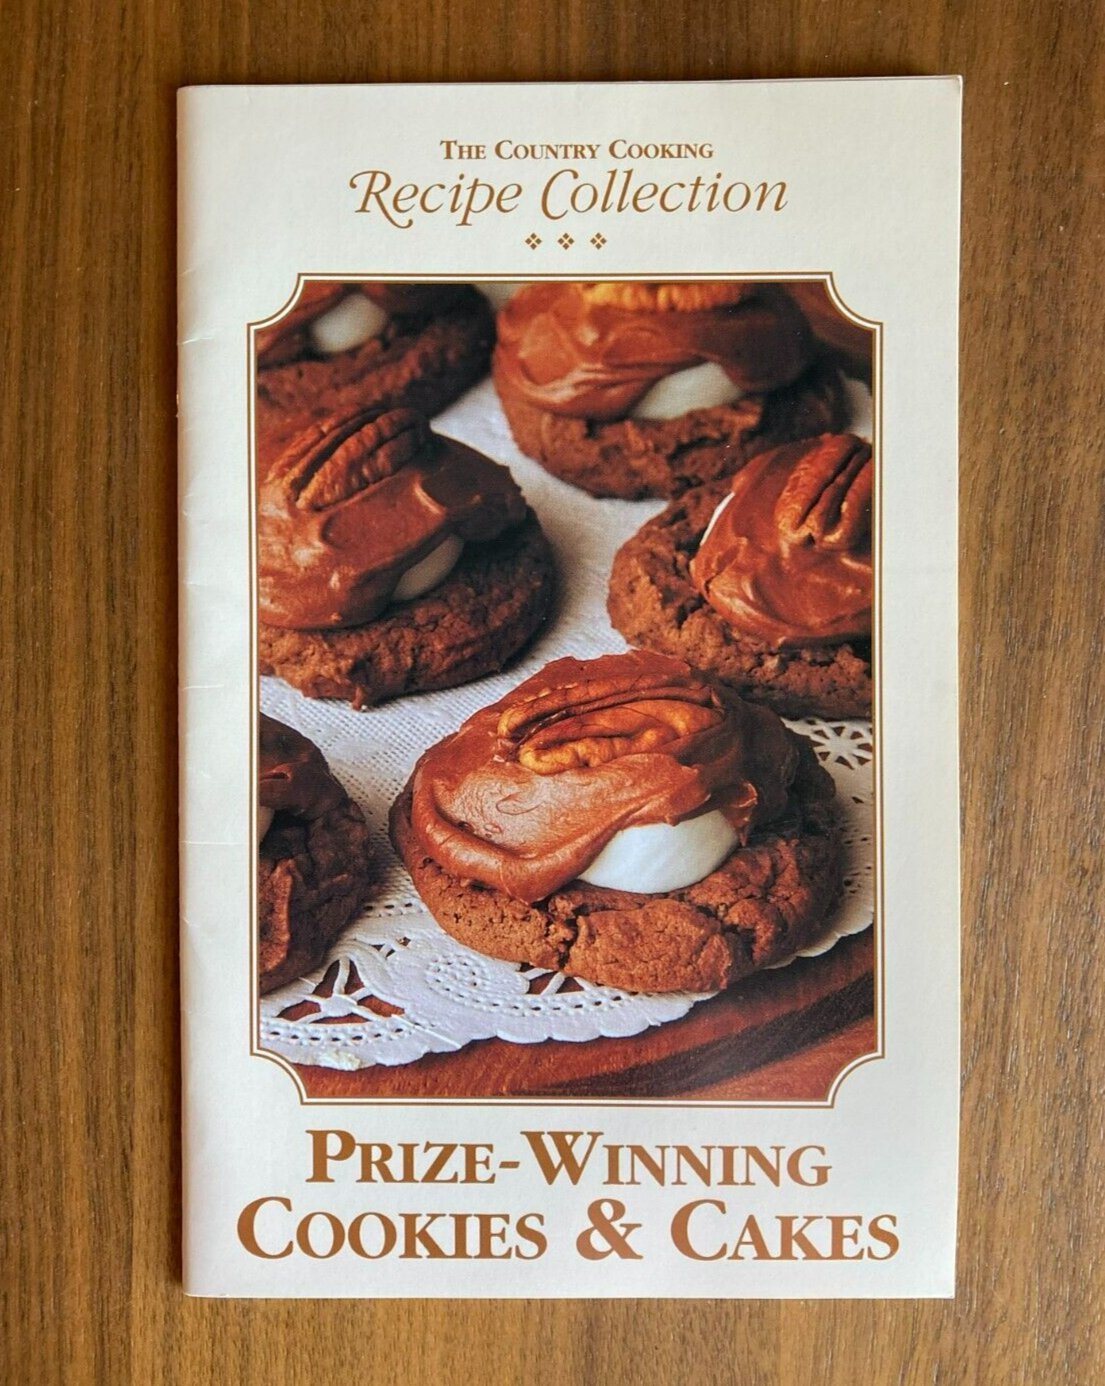 The Country Cooking
Recipe Collection
Prize-Winning
Cookies & Cakes